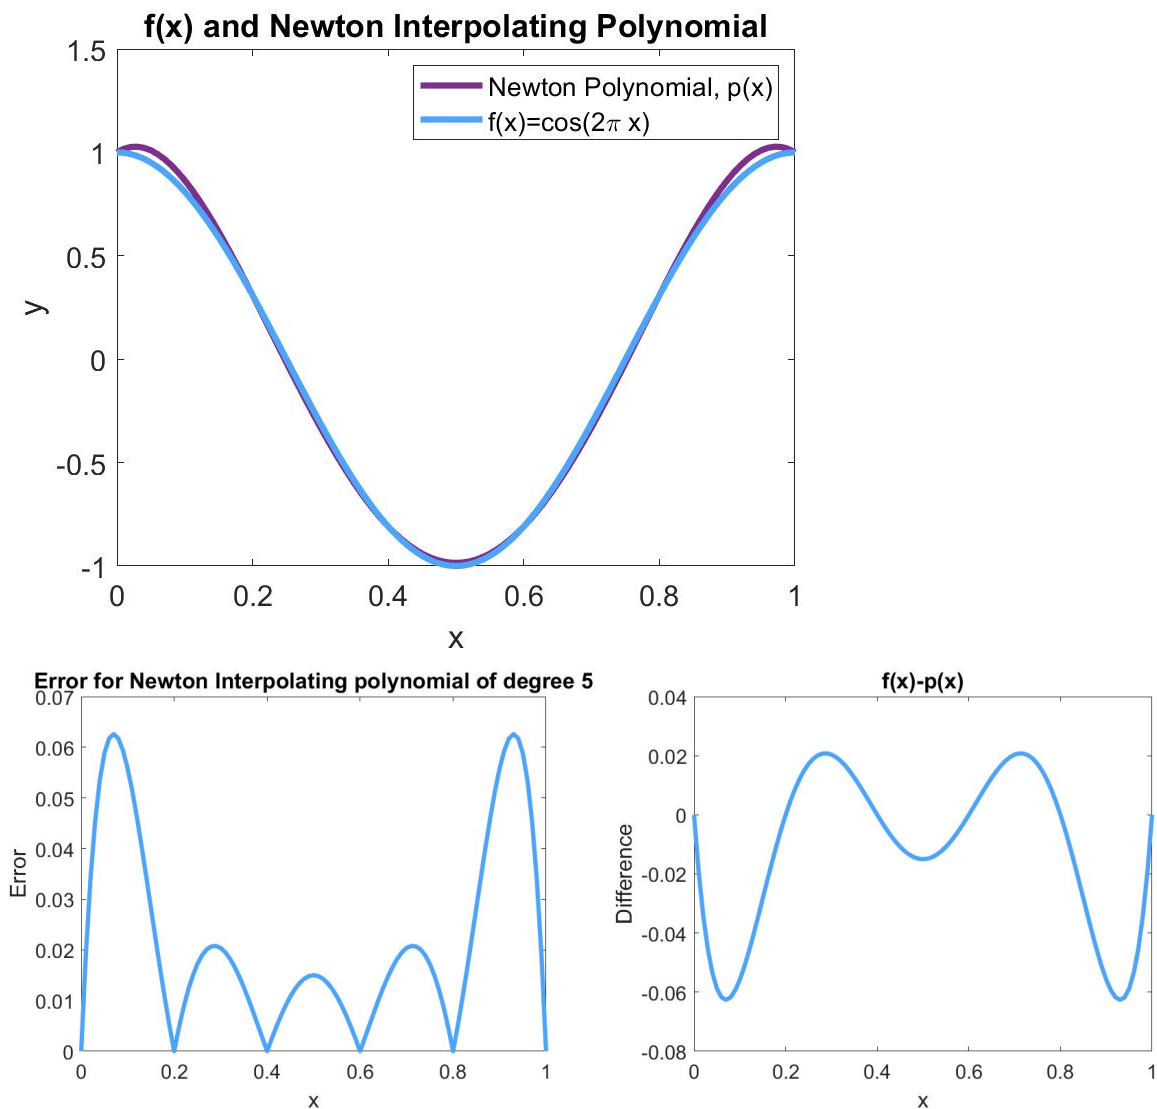 f(x) and Newton Interpolating Polynomial
1.5
1
0.5
0
-0.5
-1
y
Newton Polynomial, p(x)
f(x)=cos(2π x)
0 0.2 0.4 0.6 0.8 1
x
Error for Newton Interpolating polynomial of degree 5
0.07
0.06
0.05
0.04
0.03
0.02
0.01
0
Error
0 0.2 0.4 0.6 0.8 1
x
f(x)-p(x)
0.04
0.02
0
-0.02
-0.04
-0.06
-0.08
Difference
0 0.2 0.4 0.6 0.8 1
x